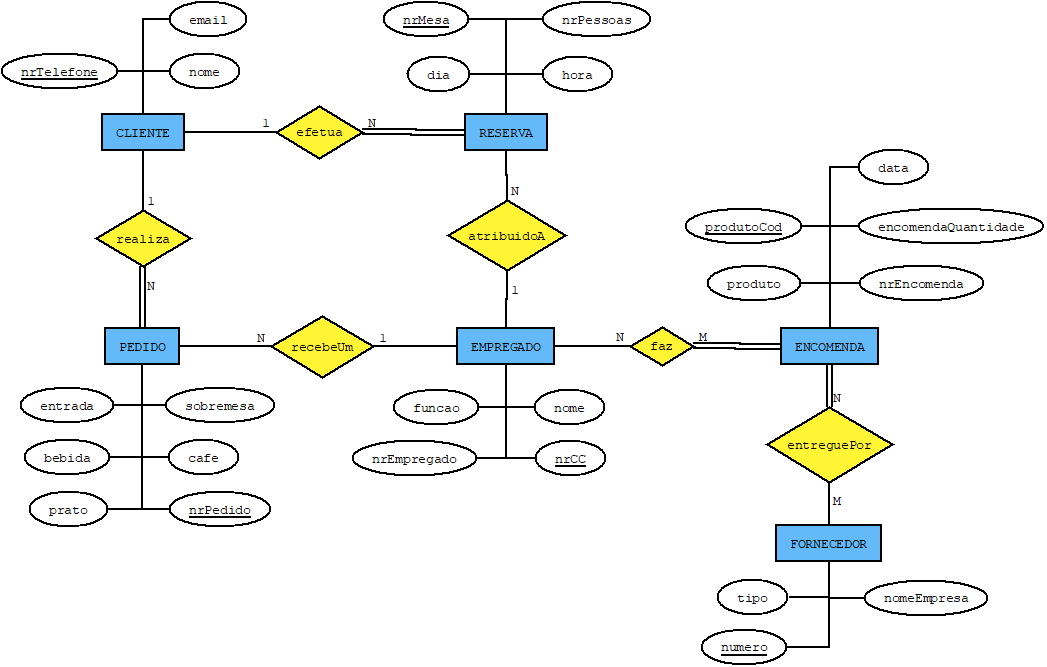 email
nrMesa
nrPessoas
nrTelefone
nome
dia
hora
CLIENTE
1
efetua
N
RESERVA
data
1
N
produtoCod
encomendaQuantidade
realiza
atribuidoA
N
produto
nrEncomenda
1
PEDIDO
N
recebeUm
1
EMPREGADO
N
faz
M
ENCOMENDA
entrada
sobremesa
funcao
nome
N
bebida
cafe
nrEmpregado
nrCC
entreguePor
prato
nrPedido
M
FORNECEDOR
tipo
nomeEmpresa
numero